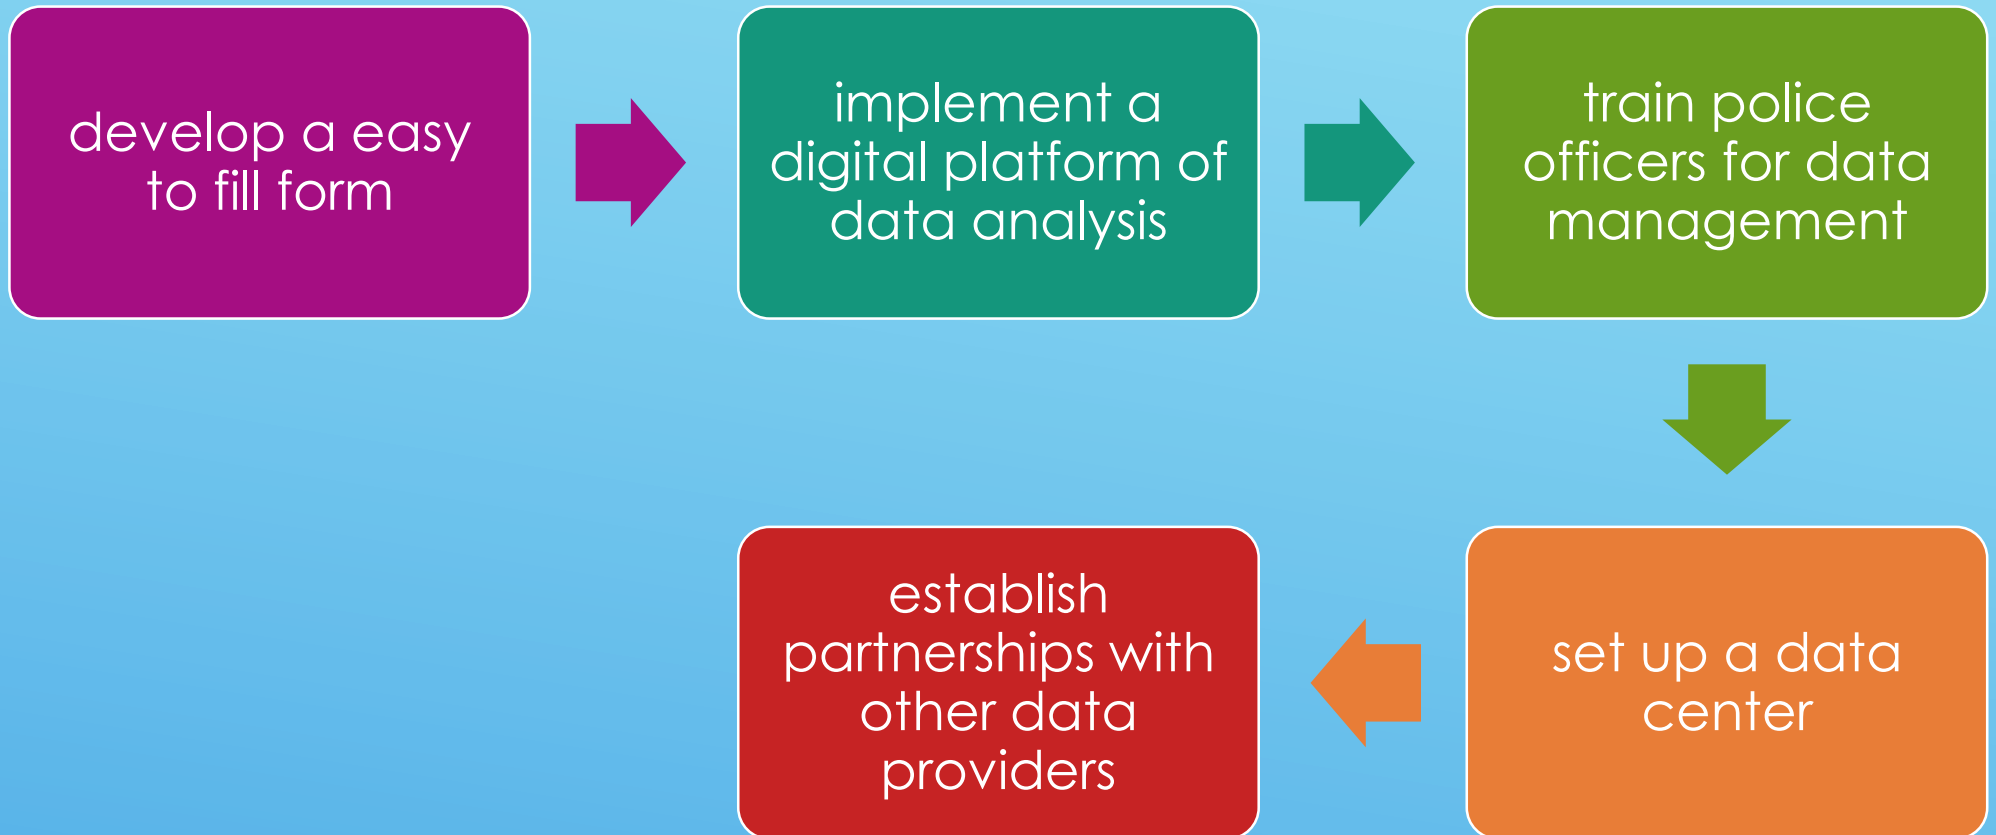 develop a easy
to fill form
implement a
digital platform of
data analysis
train police
officers for data
management
set up a data
center
establish
partnerships with
other data
providers